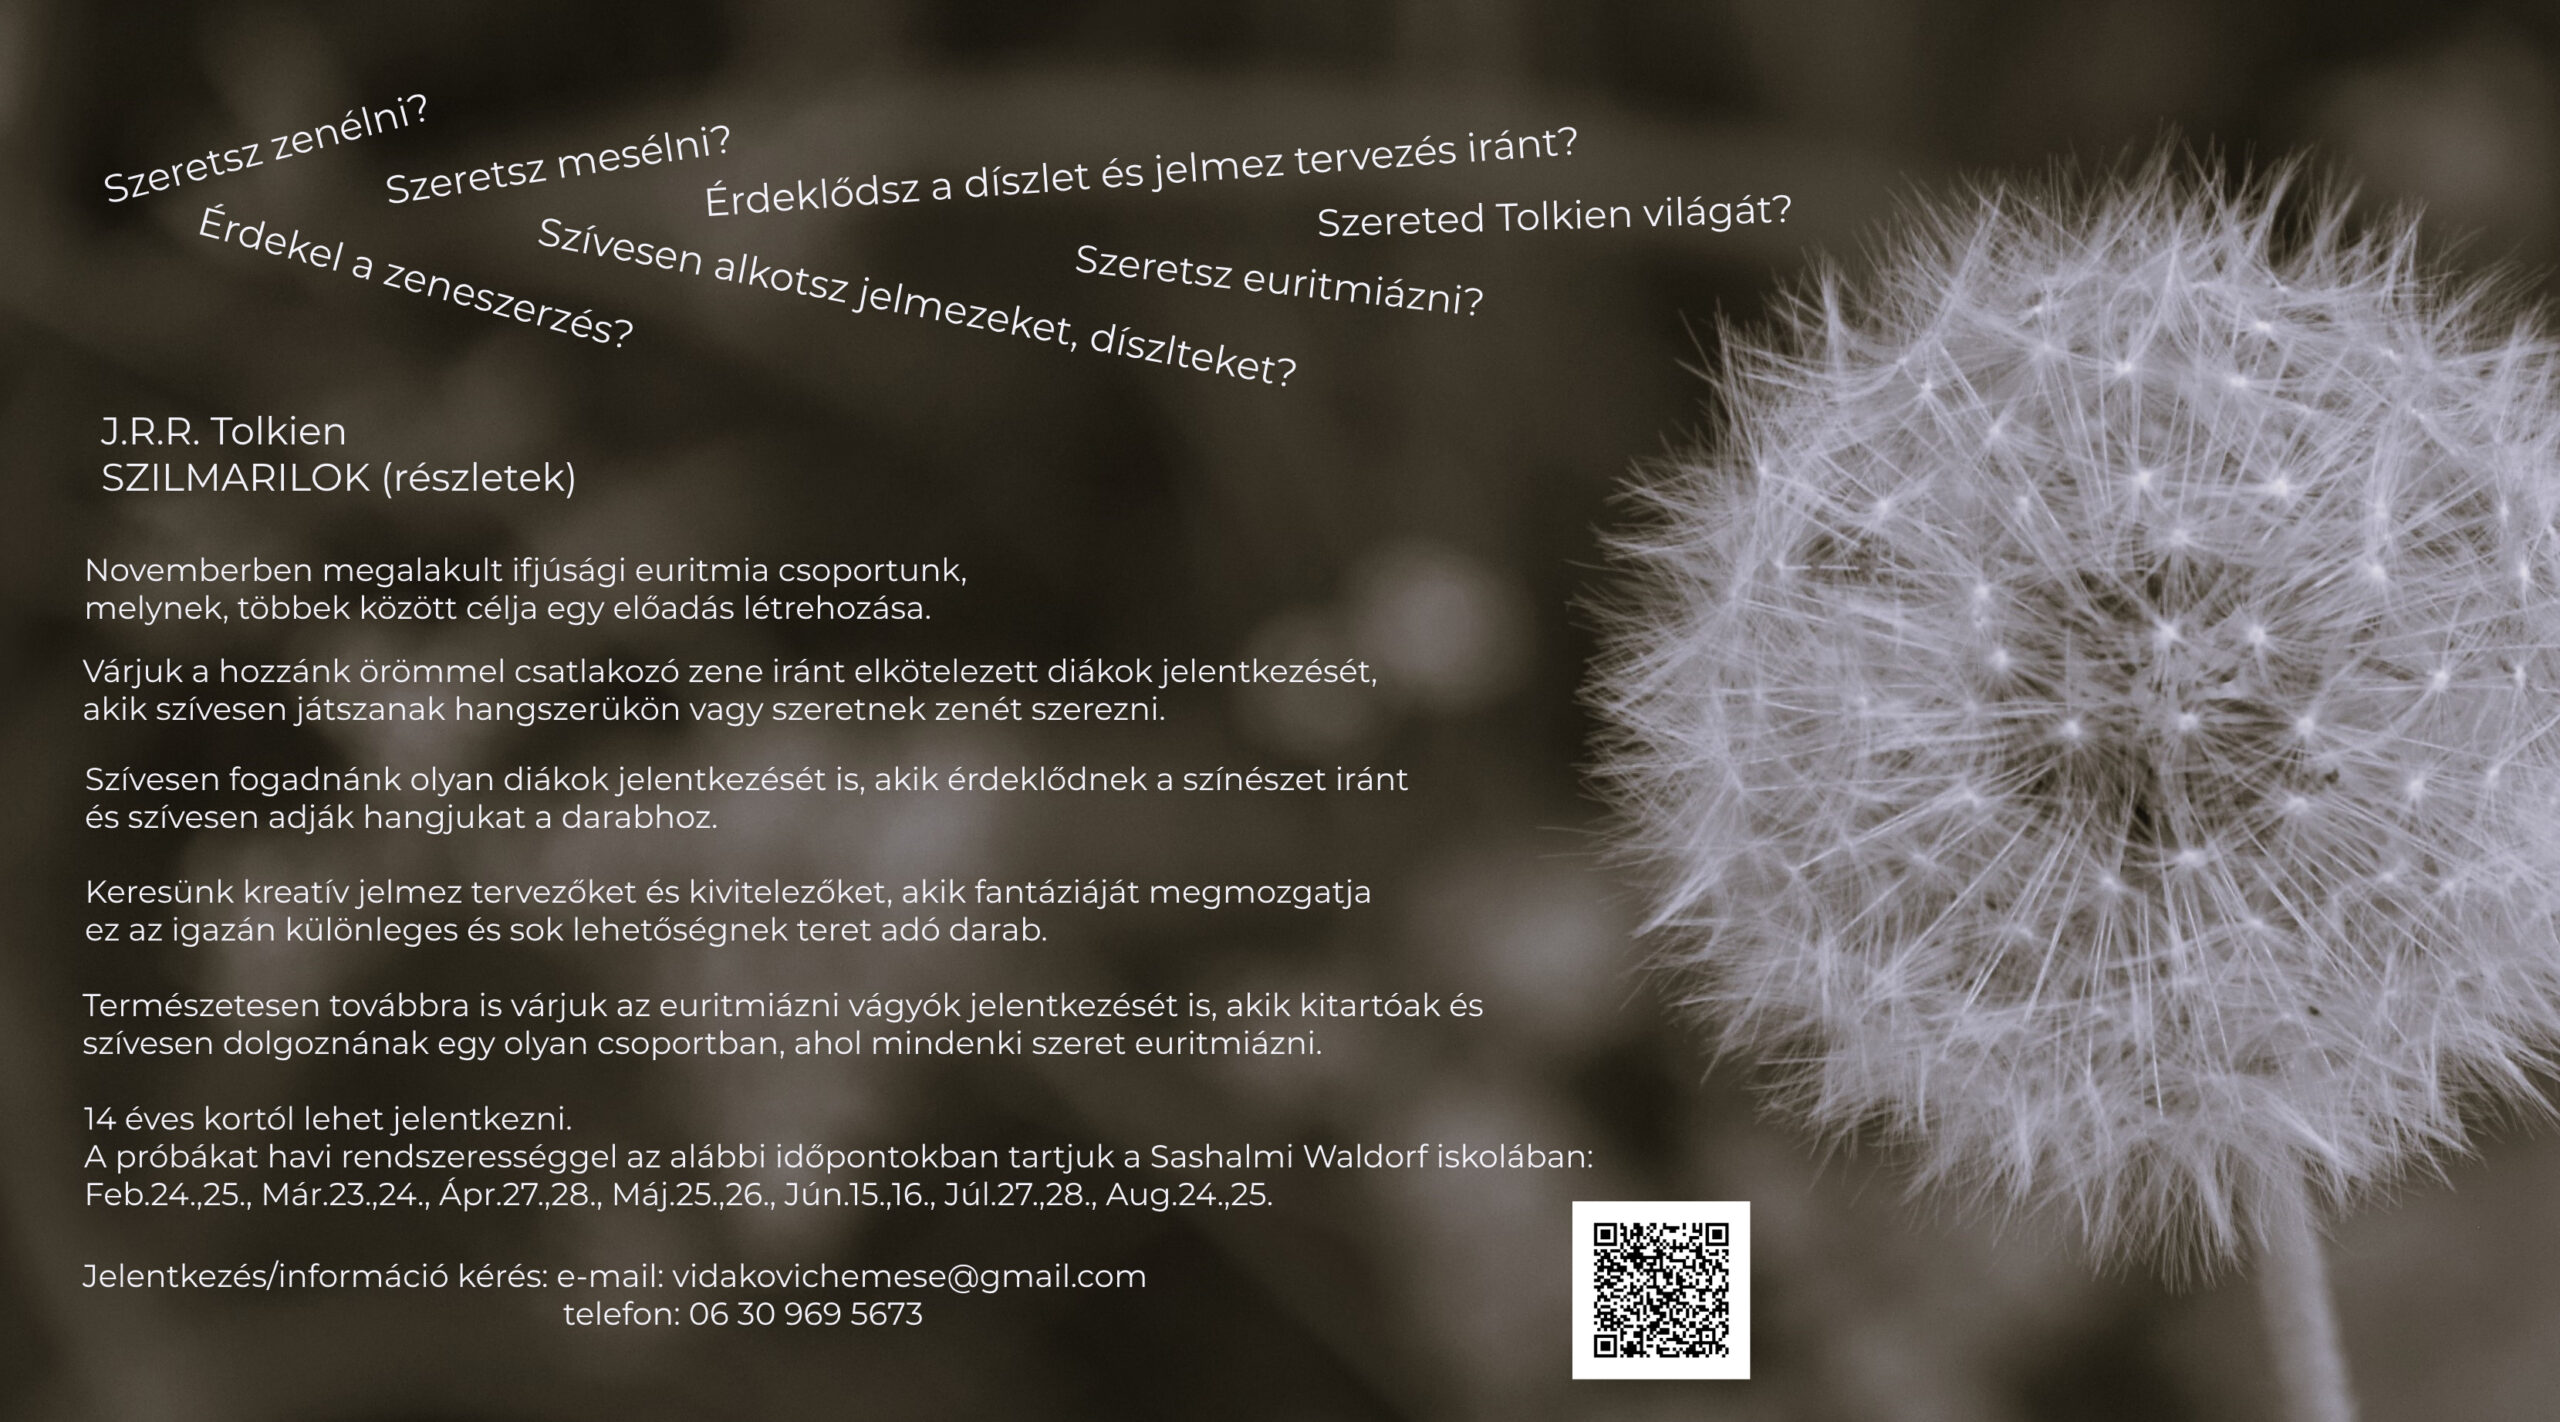 Szeretsz zenélni?
Szeretsz mesélni?
Érdeklődsz a díszlet és jelmez tervezés iránt?
Szereted Tolkien világát?
Érdekel a zeneszerzés?
Szívesen alkotsz jelmezeket, díszlteket?
Szeretsz euritmiázni?
J.R.R. Tolkien
SZILMARILOK (részletek)
Novemberben megalakult ifjúsági euritmia csoportunk,
melynek, többek között célja egy előadás létrehozása.
Várjuk a hozzánk örömmel csatlakozó zene iránt elkötelezett diákok jelentkezését,
akik szívesen játszanak hangszerükön vagy szeretnek zenét szerezni.
Szívesen fogadnánk olyan diákok jelentkezését is, akik érdeklődnek a színészet iránt
és szívesen adják hangjukat a darabhoz.
Keresünk kreatív jelmez tervezőket és kivitelezőket, akik fantáziáját megmozgatja
ez az igazán különleges és sok lehetőségnek teret adó darab.
Természetesen továbbra is várjuk az euritmiázni vágyók jelentkezését is, akik kitartóak és
szívesen dolgoznának egy olyan csoportban, ahol mindenki szeret euritmiázni.
14 éves kortól lehet jelentkezni.
A próbákat havi rendszerességgel az alábbi időpontokban tartjuk a Sashalmi Waldorf iskolában:
Feb.24.,25., Már.23.,24., Ápr.27.,28., Máj.25.,26., Jún.15.,16., Júl.27.,28., Aug.24.,25.
Jelentkezés/információ kérés: e-mail: vidakovichemese@gmail.com
telefon: 06 30 969 5673